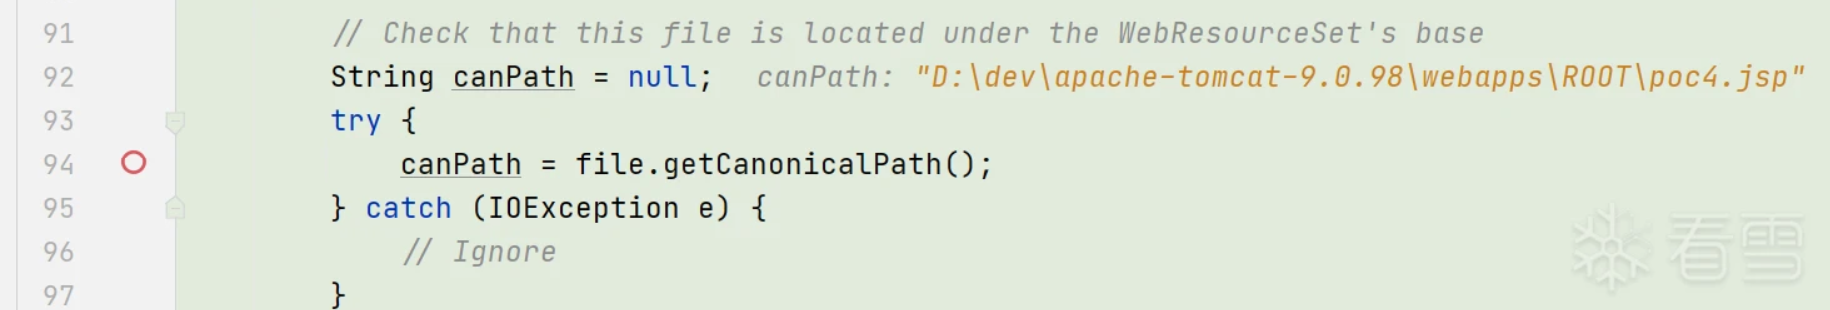 91 // Check that this file is located under the WebResourceSet's base
92 String canPath = null; canPath: "D:\dev\apache-tomcat-9.0.98\webapps\ROOT\poc4.jsp"
93 try {
94 canPath = file.getCanonicalPath();
95 } catch (IOException e) {
96 // Ignore
97 }
看雪